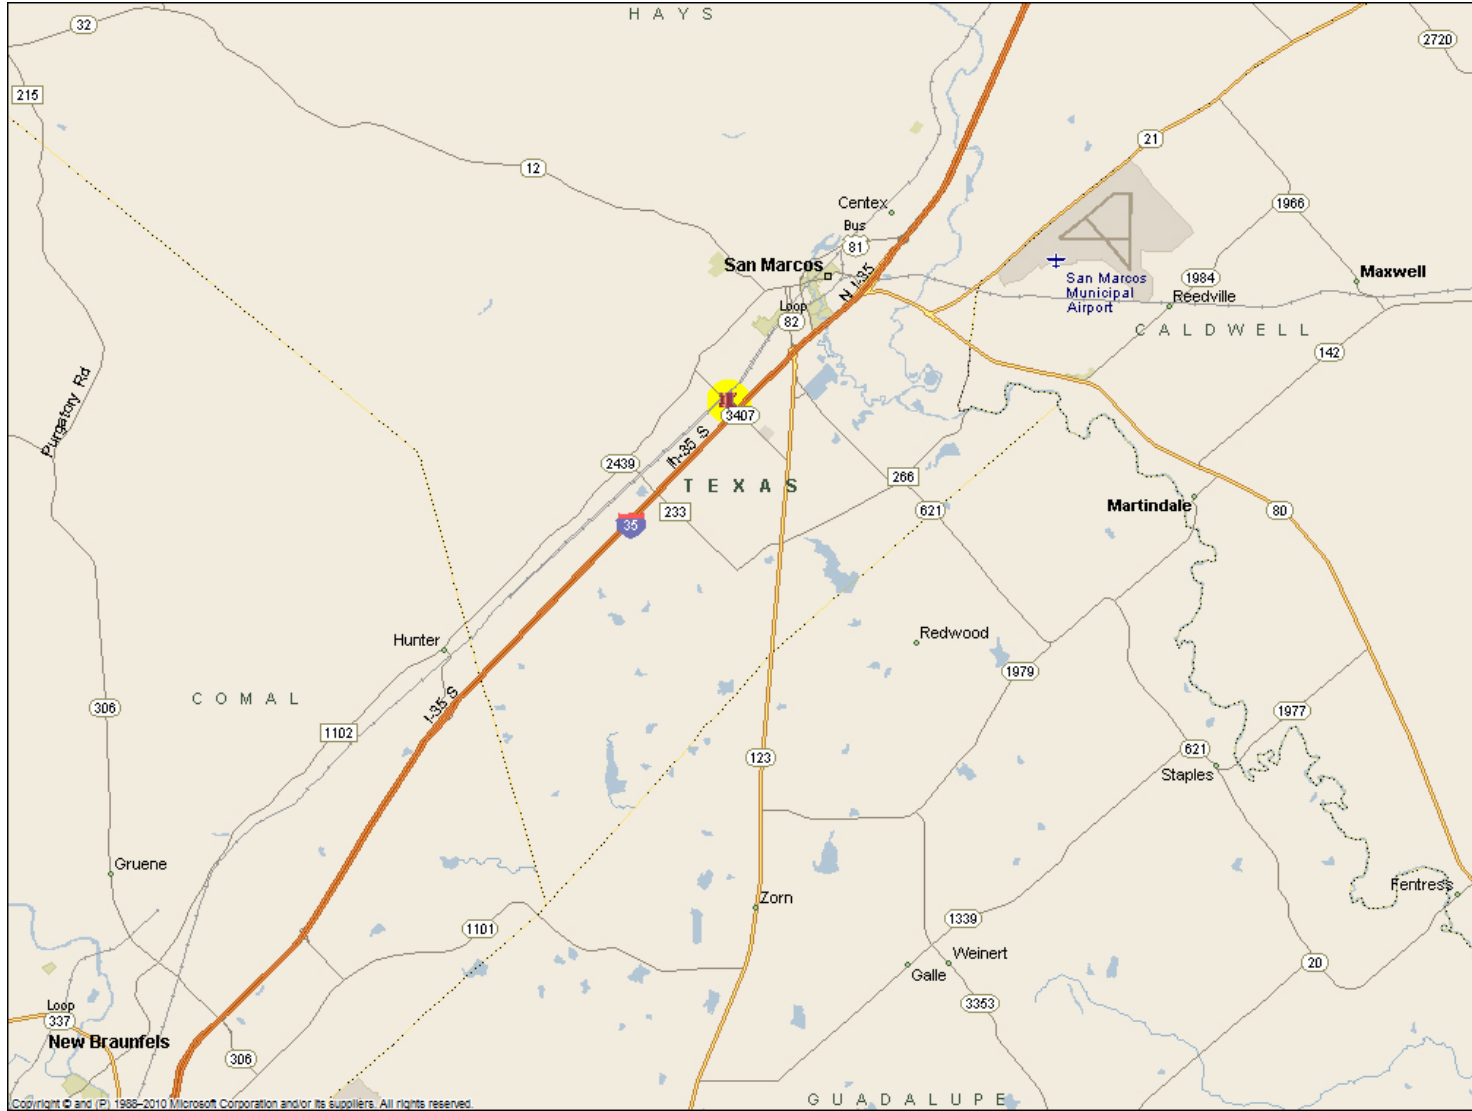 HAYS
32
2720
215
21
12
1966
Centex
Bus
81
San Marcos
N I-35
San Marcos
Municipal
Airport
1984
Maxwell
Reedville
Loop
82
CALDWELL
142
Purgatory Rd
3407
Ih-35 S
2439
TEXAS
266
233
35
621
Martindale
80
Hunter
Redwood
1979
COMAL
I-35 S
306
1102
1977
621
123
Staples
Gruene
Fentress
Zorn
1339
1101
Weinert
Galle
20
3353
Loop
337
New Braunfels
306
GUADALUPE
Copyright © and (P) 1988–2010 Microsoft Corporation and/or its suppliers. All rights reserved.